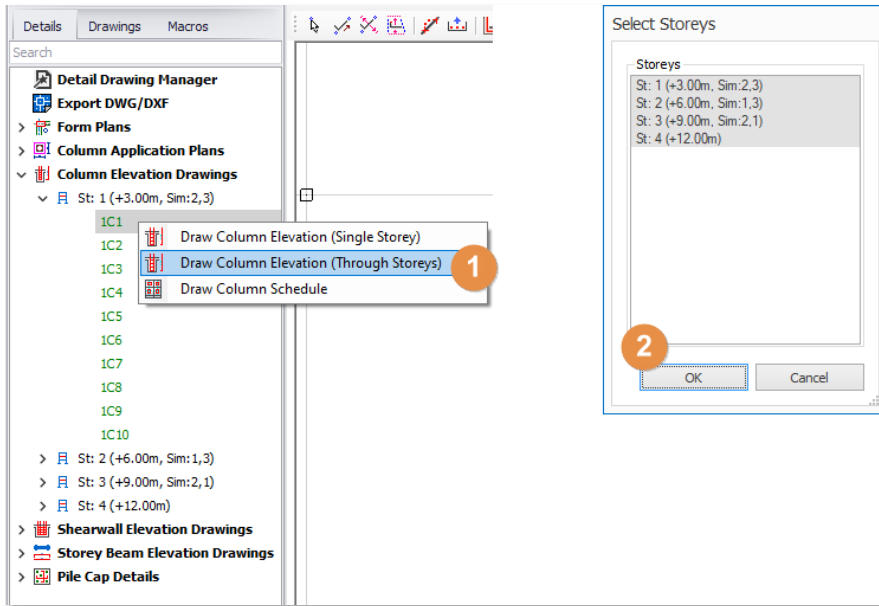 Details Drawings Macros
Search
Detail Drawing Manager
Export DWG/DXF
Form Plans
Column Application Plans
Column Elevation Drawings
St: 1 (+3.00m, Sim:2,3)
1C1
1C2
1C3
1C4
1C5
1C6
1C7
1C8
1C9
1C10
St: 2 (+6.00m, Sim:1,3)
St: 3 (+9.00m, Sim:2,1)
St: 4 (+12.00m)
Shearwall Elevation Drawings
Storey Beam Elevation Drawings
Pile Cap Details
Draw Column Elevation (Single Storey)
Draw Column Elevation (Through Storeys)
1
Draw Column Schedule
Select Storeys
Storeys
St: 1 (+3.00m, Sim:2,3)
St: 2 (+6.00m, Sim:1,3)
St: 3 (+9.00m, Sim:2,1)
St: 4 (+12.00m)
2
OK Cancel